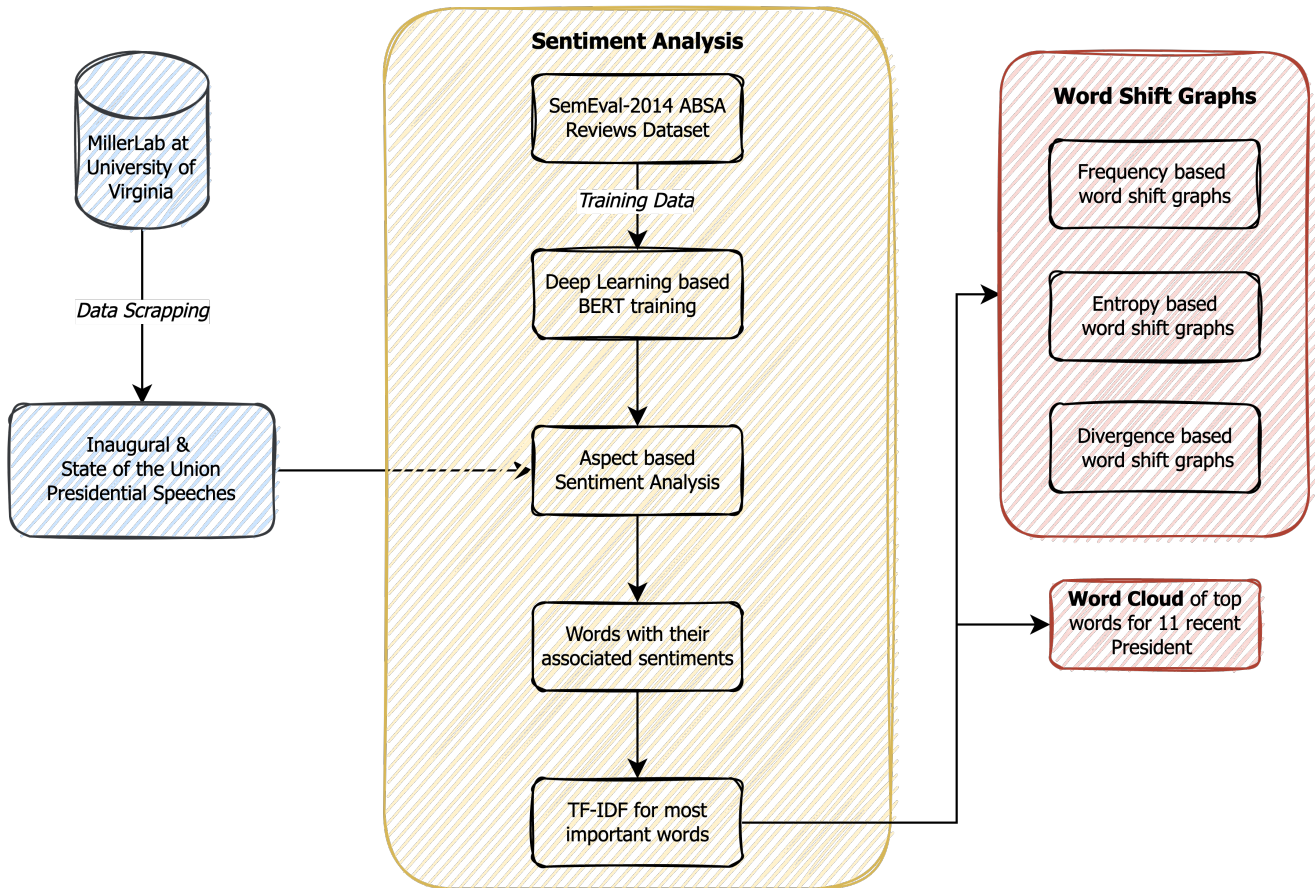 MillerLab at
University of
Virginia
Data Scrapping
Inaugural &
State of the Union
Presidential Speeches
Sentiment Analysis
SemEval-2014 ABSA
Reviews Dataset
Training Data
Deep Learning based
BERT training
Aspect based
Sentiment Analysis
Words with their
associated sentiments
TF-IDF for most
important words
Word Shift Graphs
Frequency based
word shift graphs
Entropy based
word shift graphs
Divergence based
word shift graphs
Word Cloud of top
words for 11 recent
President